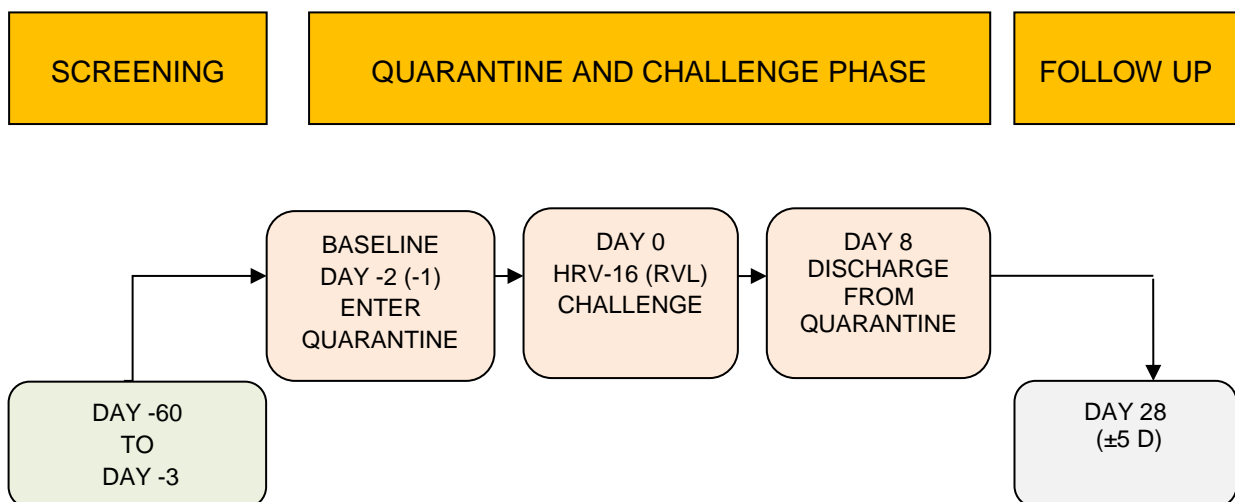 SCREENING
QUARANTINE AND CHALLENGE PHASE
FOLLOW UP
BASELINE
DAY -2 (-1)
ENTER
QUARANTINE
DAY 0
HRV-16 (RVL)
CHALLENGE
DAY 8
DISCHARGE
FROM
QUARANTINE
DAY -60
TO
DAY -3
DAY 28
(±5 D)